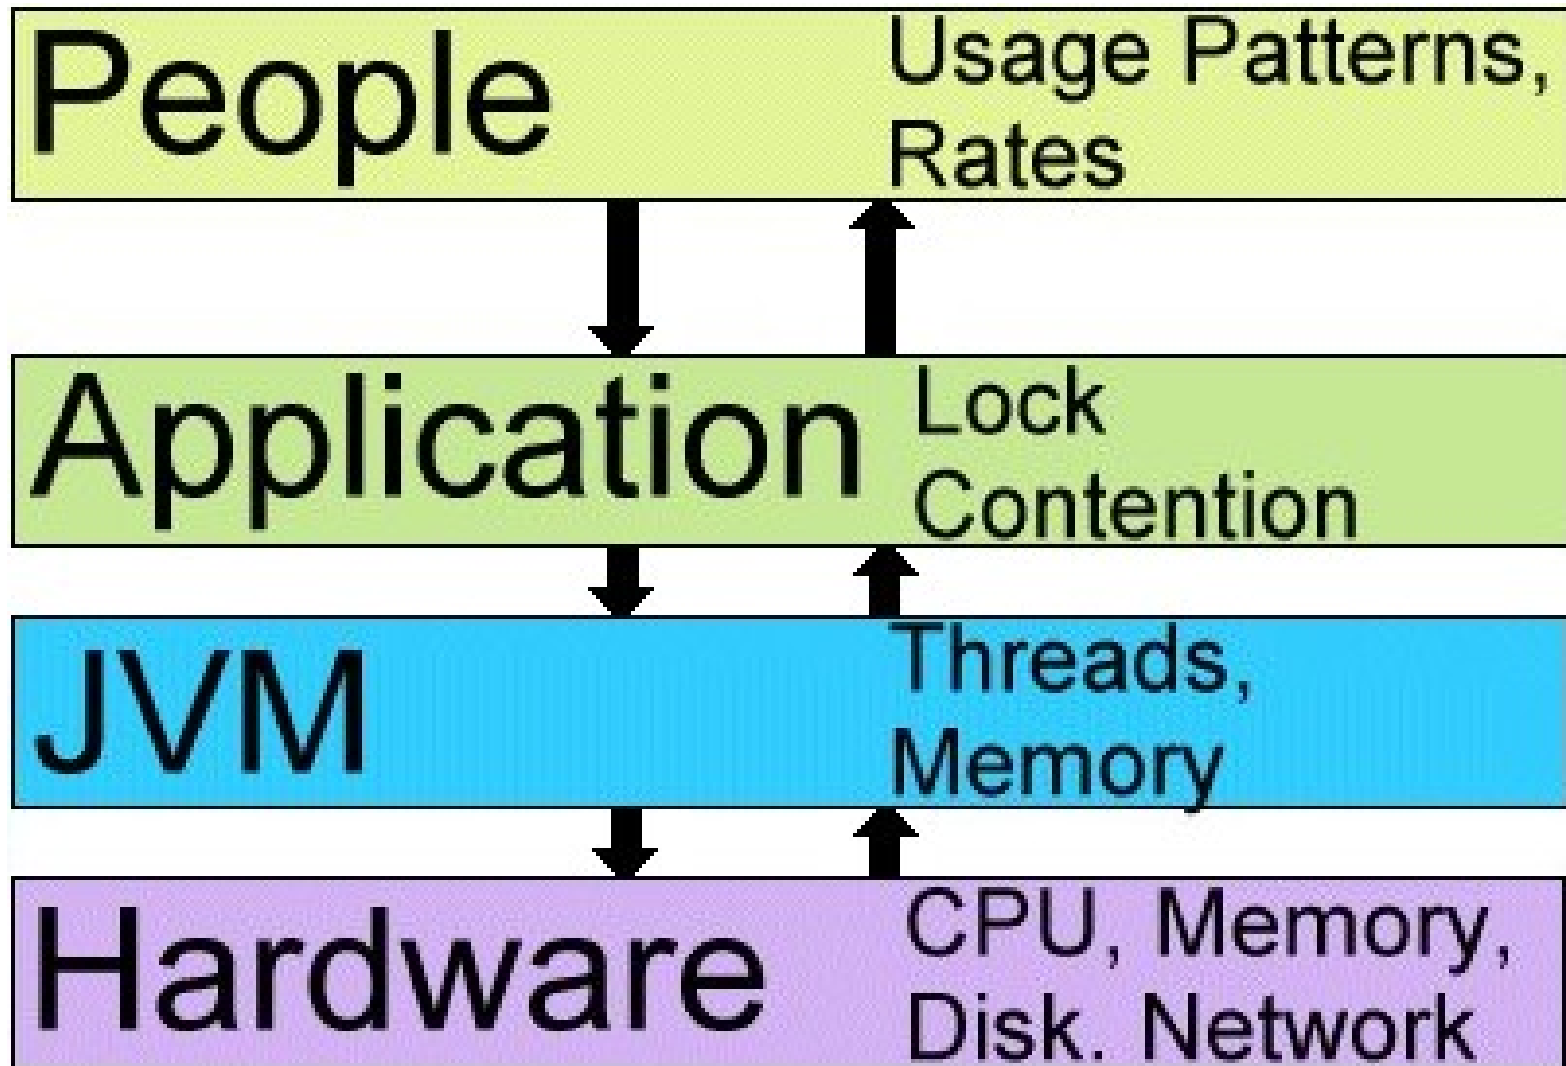 People
Usage Patterns,
Rates
Application
Lock
Contention
JVM
Threads,
Memory
Hardware
CPU, Memory,
Disk. Network